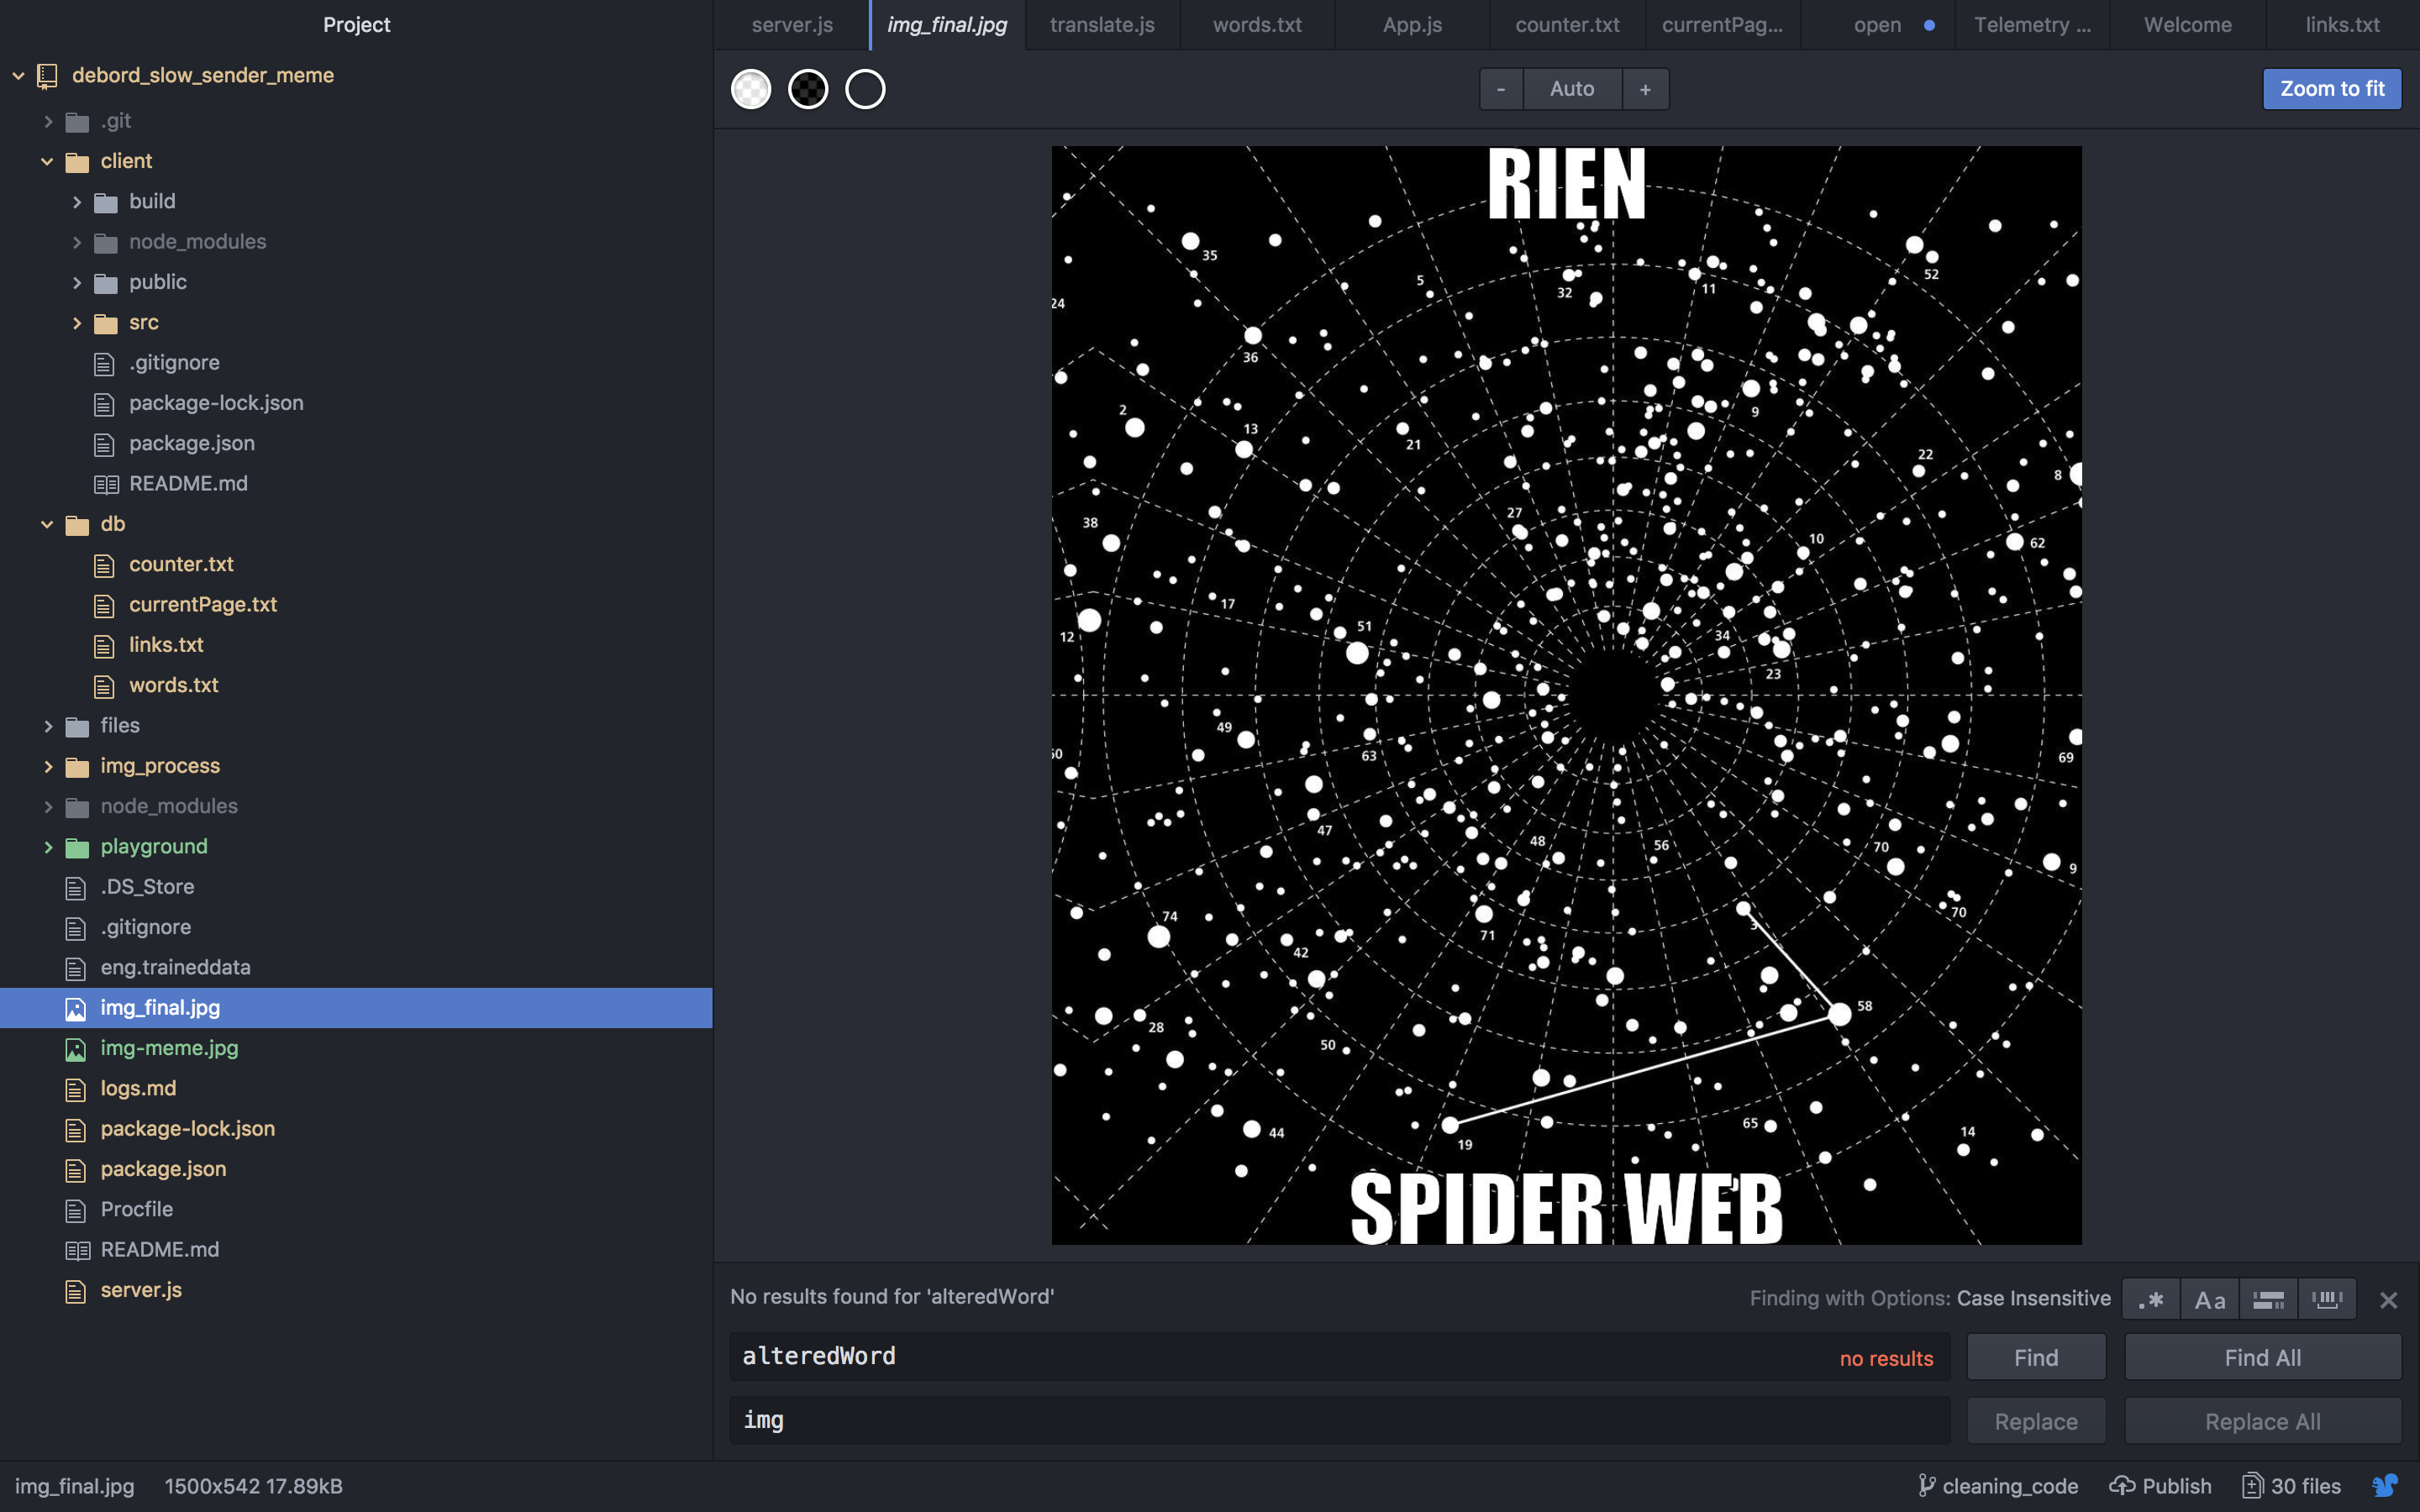 Project
debord_slow_sender_meme
.git
client
build
node_modules
public
src
.gitignore
package-lock.json
package.json
README.md
db
counter.txt
currentPage.txt
links.txt
words.txt
files
img_process
node_modules
playground
.DS_Store
.gitignore
eng.traineddata
img_final.jpg
img-meme.jpg
logs.md
package-lock.json
package.json
Procfile
README.md
server.js
server.js img_final.jpg translate.js words.txt App.js counter.txt currentPag... open Telemetry ... Welcome links.txt
- Auto + Zoom to fit
RIEN
35
52
5
32
11
24
36
2
9
13
21
22
8
27
38
10
62
17
51
12
34
23
49
60
63
69
47
48
56
70
9
74
3
70
71
42
58
28
50
65
44
19
14
SPIDER WEB
No results found for 'alteredWord' Finding with Options: Case Insensitive .* Aa
alteredWord no results Find Find All
img Replace Replace All
img_final.jpg 1500x542 17.89kB cleaning_code Publish 30 files